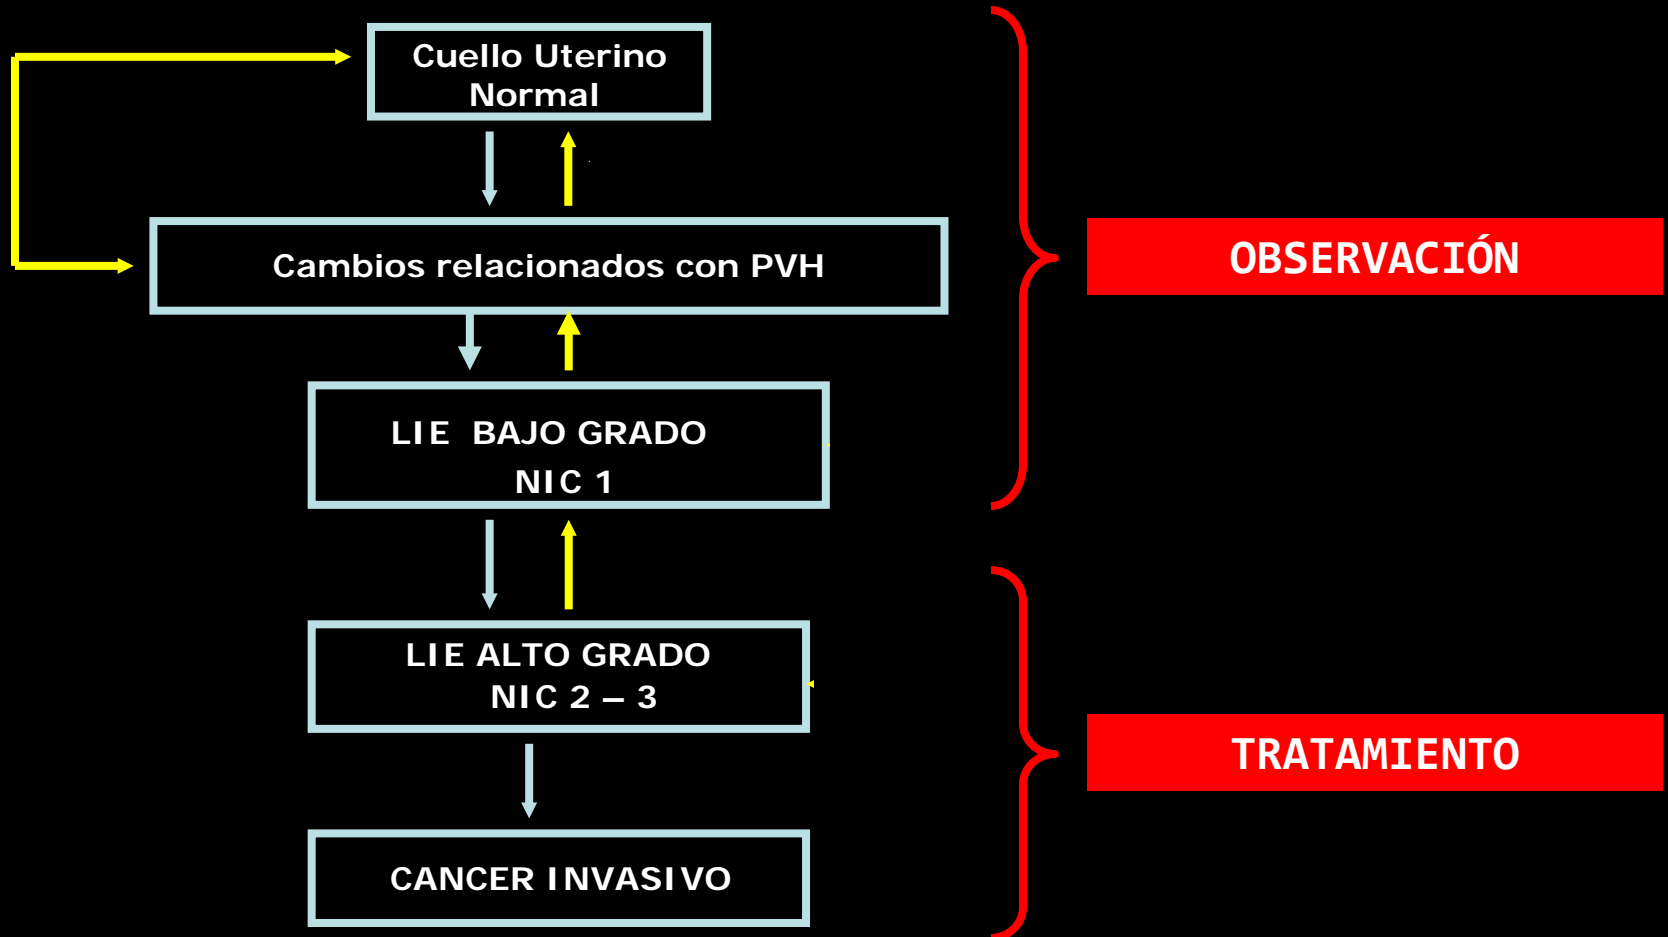 Cuello Uterino
Normal
Cambios relacionados con PVH
OBSERVACIÓN
LIE BAJO GRADO
NIC 1
LIE ALTO GRADO
NIC 2 – 3
TRATAMIENTO
CANCER INVASIVO